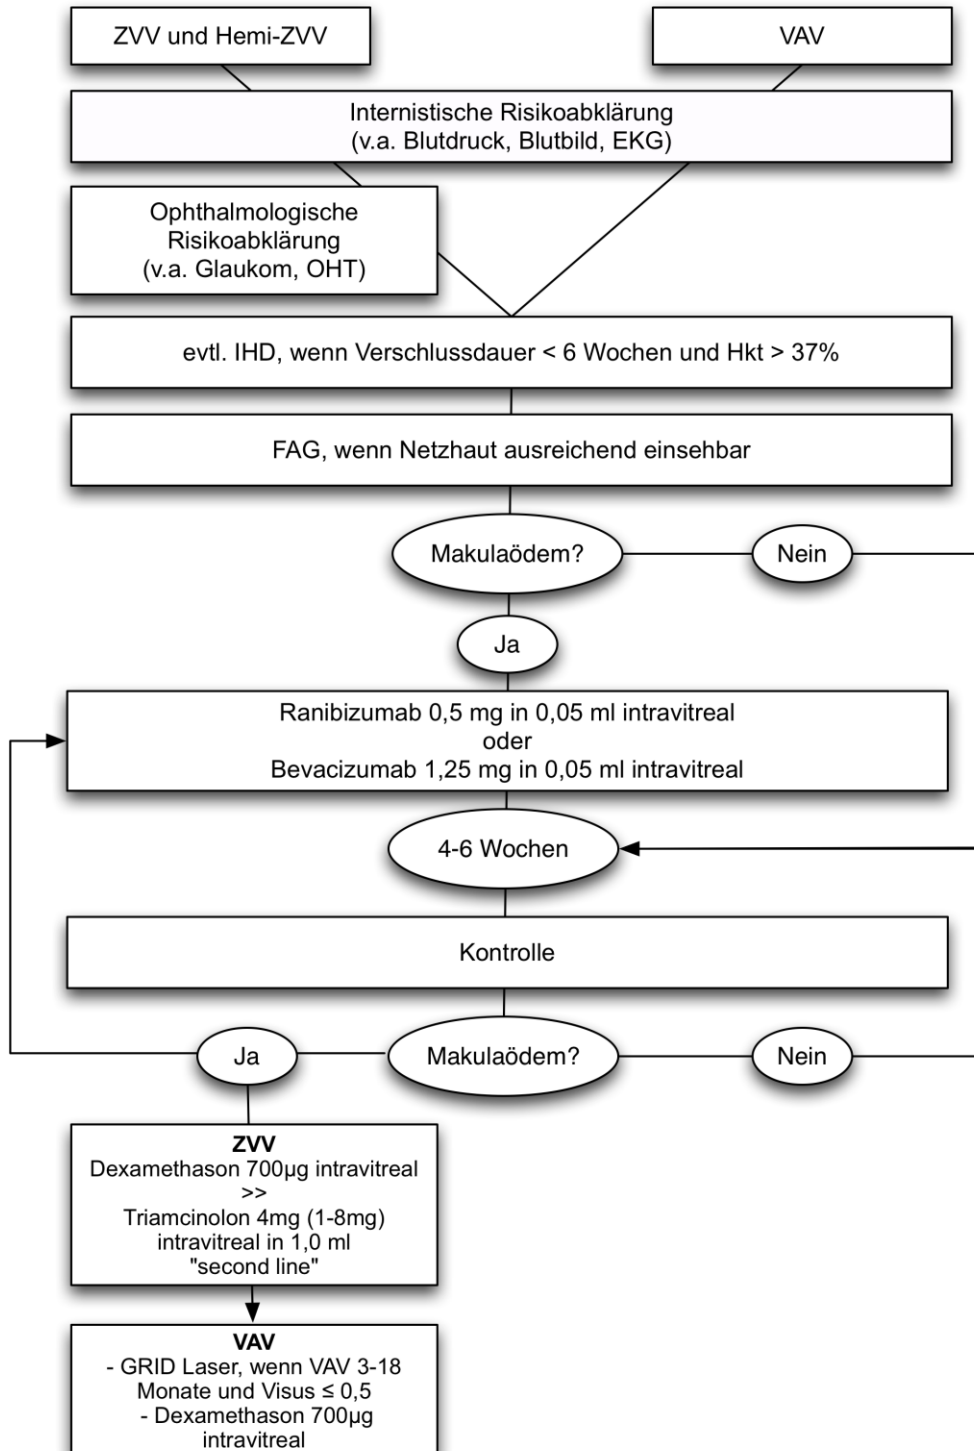 ZVV und Hemi-ZVV
VAV
Internistische Risikoabklärung
(v.a. Blutdruck, Blutbild, EKG)
Ophthalmologische
Risikoabklärung
(v.a. Glaukom, OHT)
evtl. IHD, wenn Verschlussdauer < 6 Wochen und Hkt > 37%
FAG, wenn Netzhaut ausreichend einsehbar
Makulaödem?
Nein
Ja
Ranibizumab 0,5 mg in 0,05 ml intravitreal
oder
Bevacizumab 1,25 mg in 0,05 ml intravitreal
4-6 Wochen
Kontrolle
Ja
Makulaödem?
Nein
ZVV
Dexamethason 700µg intravitreal
>>
Triamcinolon 4mg (1-8mg)
intravitreal in 1,0 ml
"second line"
VAV
- GRID Laser, wenn VAV 3-18
Monate und Visus ≤ 0,5
- Dexamethason 700µg
intravitreal